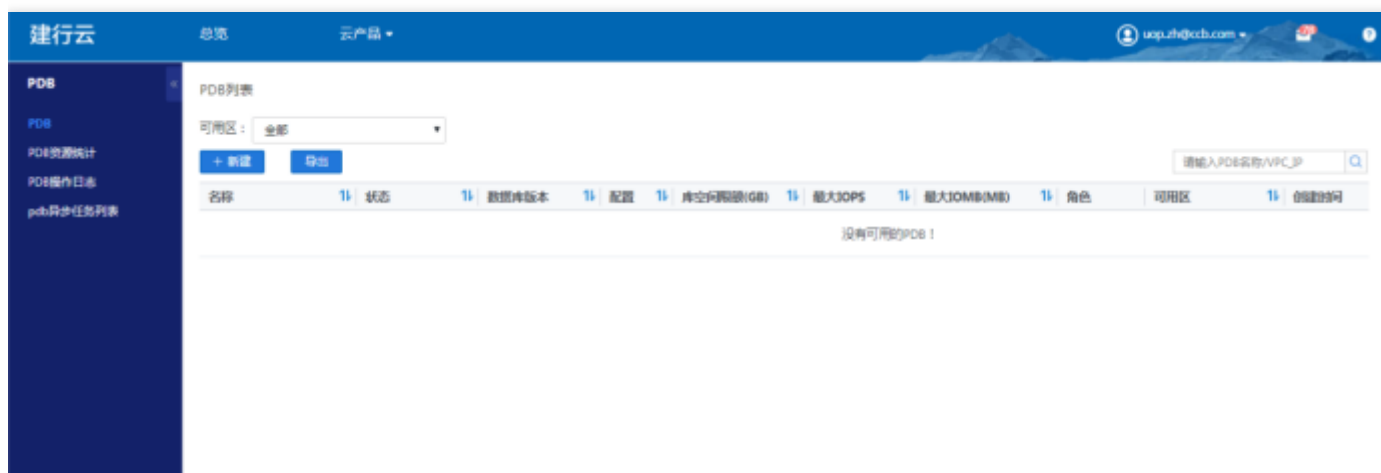 建行云 总览 云产品 uop.zh@ccb.com
PDB
PDB列表
PDB
可用区： 全部
PDB资源统计
+ 新建 导出 请输入PDB名称/VPC_IP
PDB操作日志
名称 状态 数据库版本 配置 库空间限额(GB) 最大IOPS 最大IOMB(MB) 角色 可用区 创建时间
pdb异步任务列表
没有可用的PDB！